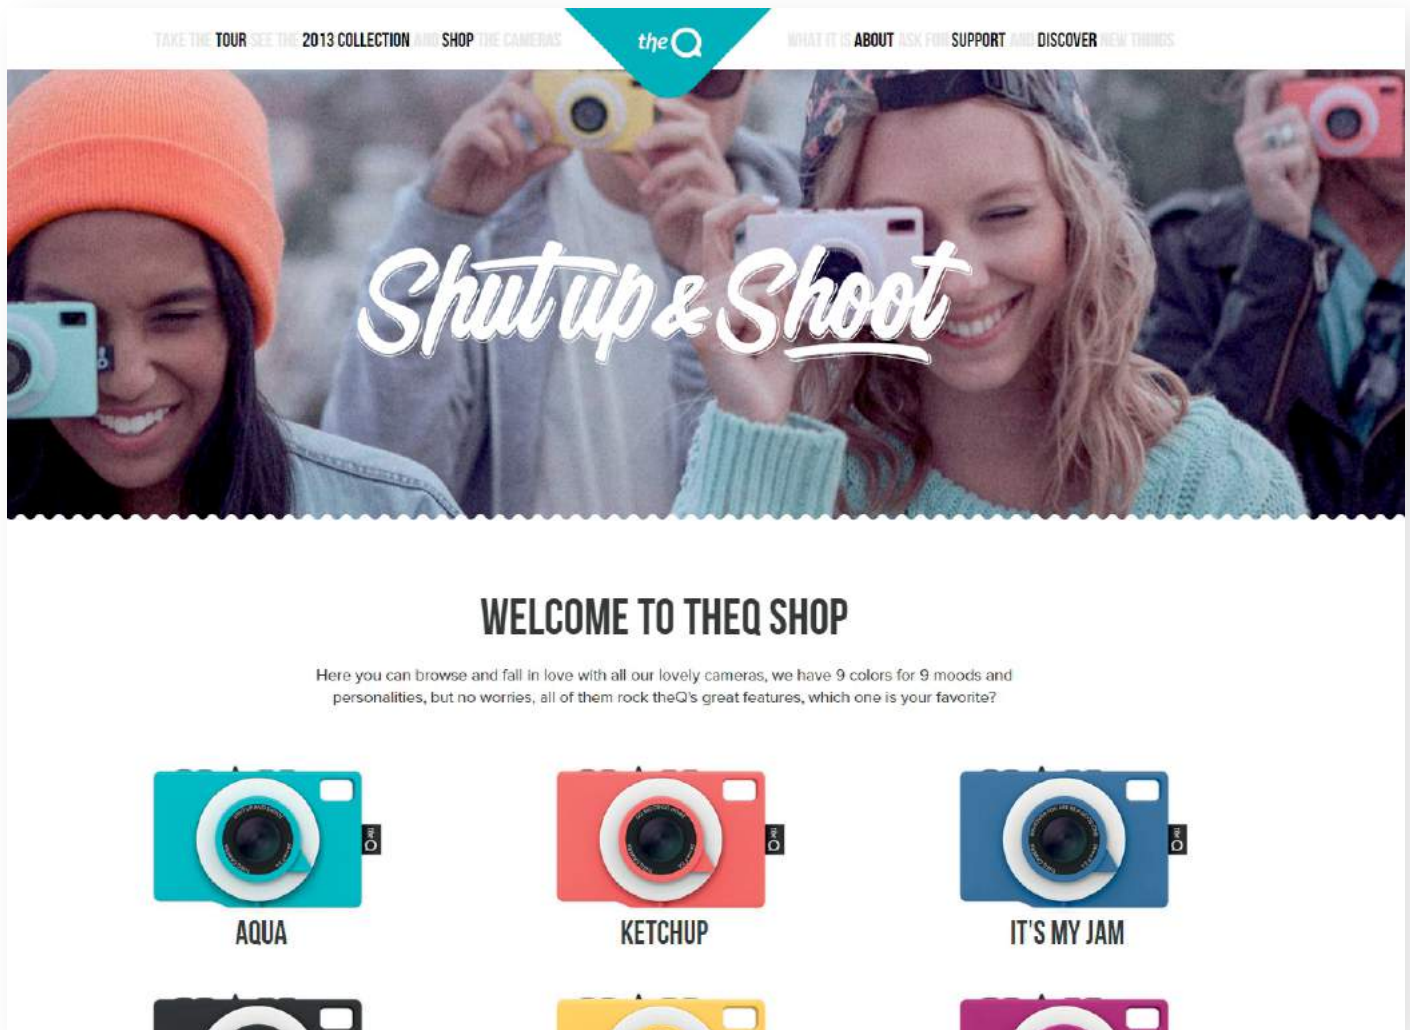 TAKE THE TOUR SEE THE 2013 COLLECTION AND SHOP THE CAMERAS
theQ
WHAT IT IS ABOUT ASK FOR SUPPORT AND DISCOVER NEW THINGS
Shut up & Shoot
WELCOME TO THEQ SHOP
Here you can browse and fall in love with all our lovely cameras, we have 9 colors for 9 moods and
personalities, but no worries, all of them rock theQ's great features, which one is your favorite?
theQ
theQ
theQ
AQUA
KETCHUP
IT'S MY JAM